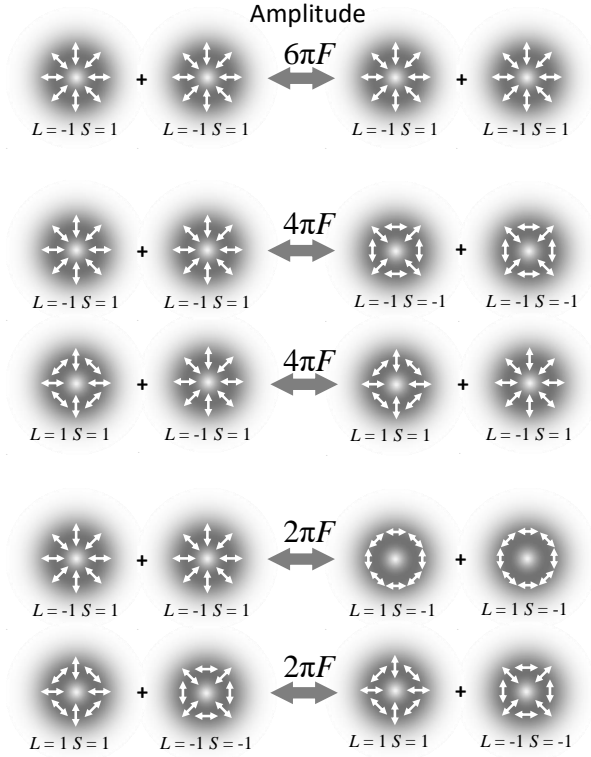 Amplitude
+ 6πF +
L = -1 S = 1 L = -1 S = 1 L = -1 S = 1 L = -1 S = 1
+ 4πF +
L = -1 S = 1 L = -1 S = 1 L = -1 S = -1 L = -1 S = -1
+ 4πF +
L = 1 S = 1 L = -1 S = 1 L = 1 S = 1 L = -1 S = 1
+ 2πF +
L = -1 S = 1 L = -1 S = 1 L = 1 S = -1 L = 1 S = -1
+ 2πF +
L = 1 S = 1 L = -1 S = -1 L = 1 S = 1 L = -1 S = -1